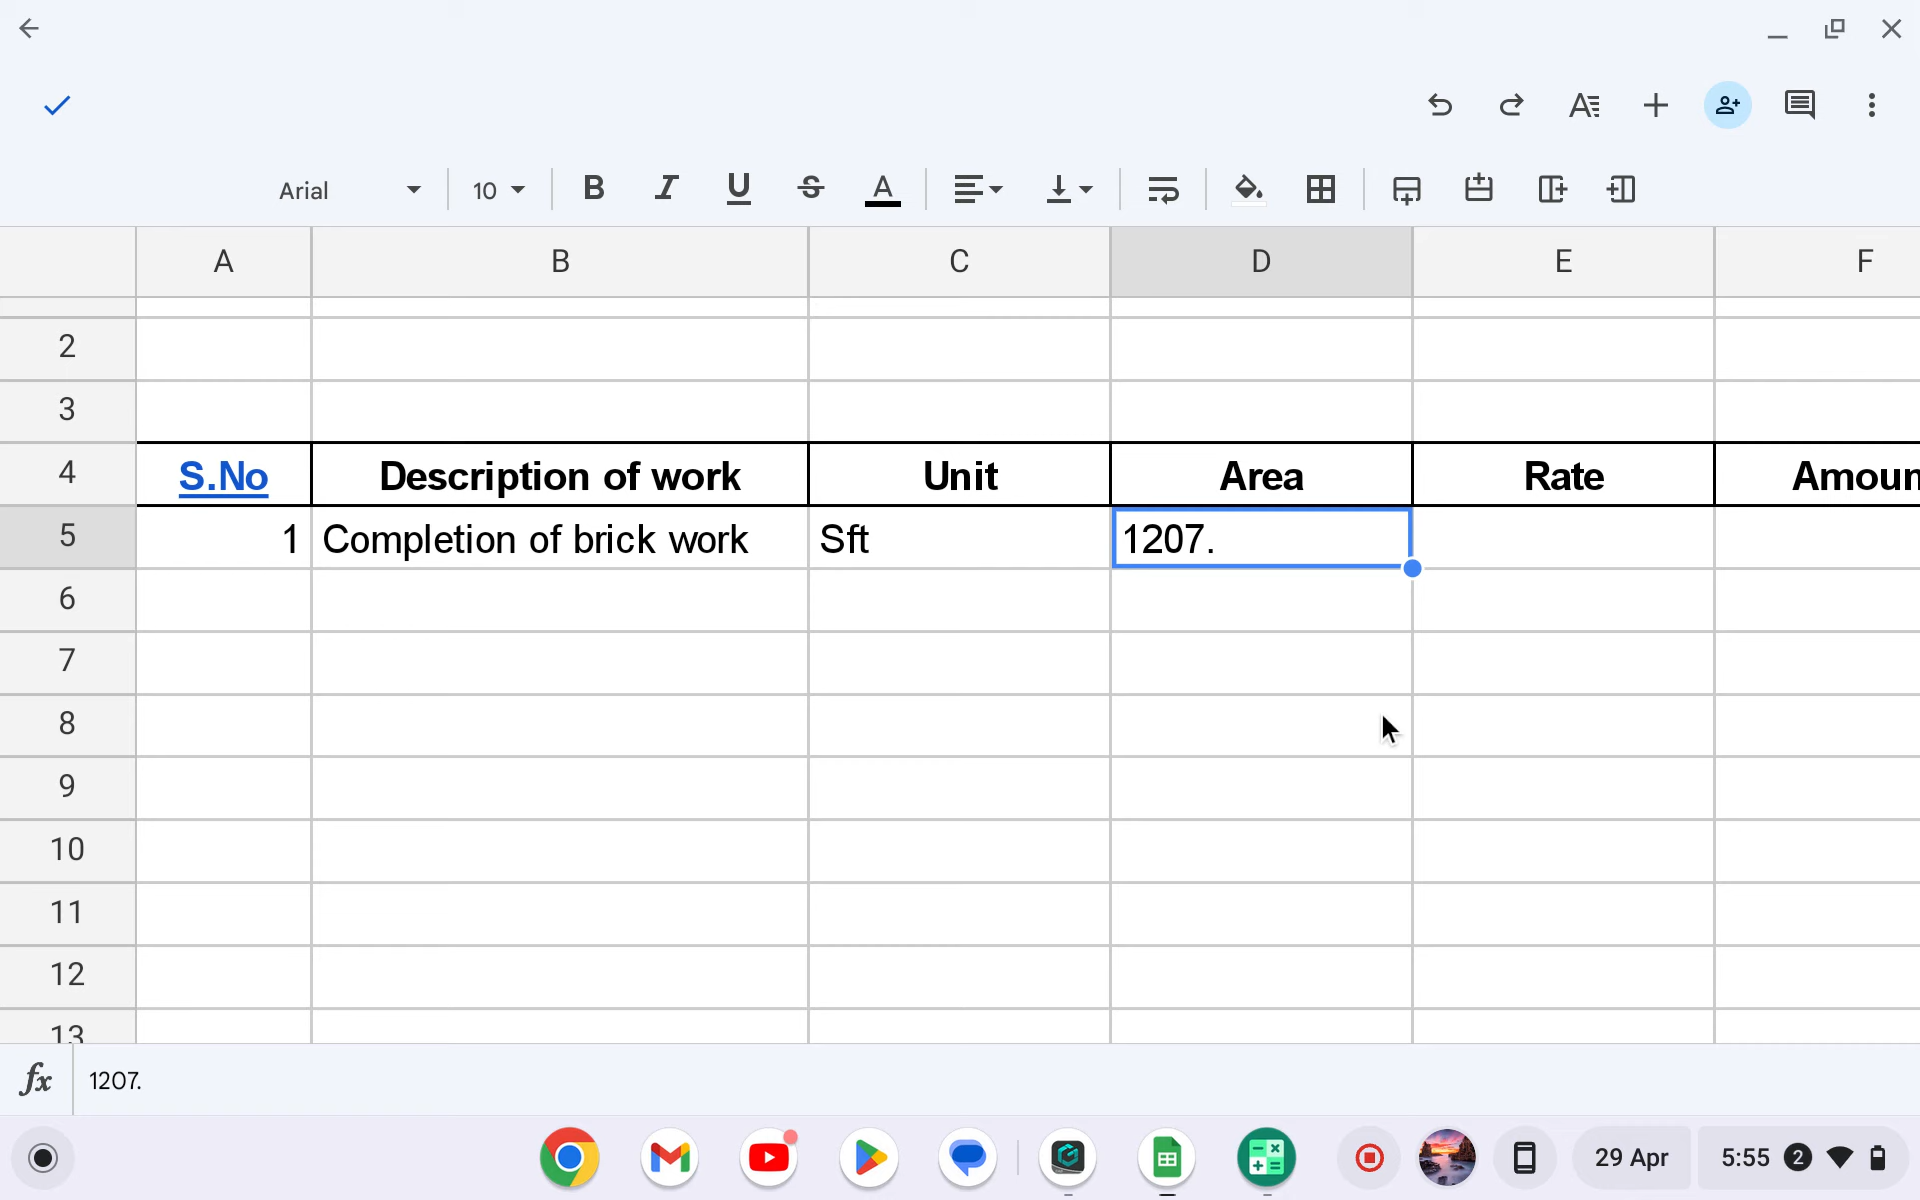 Arial 10 B I U S A
A B C D E F
2
3
4 S.No Description of work Unit Area Rate Amoun
5 1 Completion of brick work Sft 1207.
6
7
8
9
10
11
12
13
fx 1207.
29 Apr 5:55 2